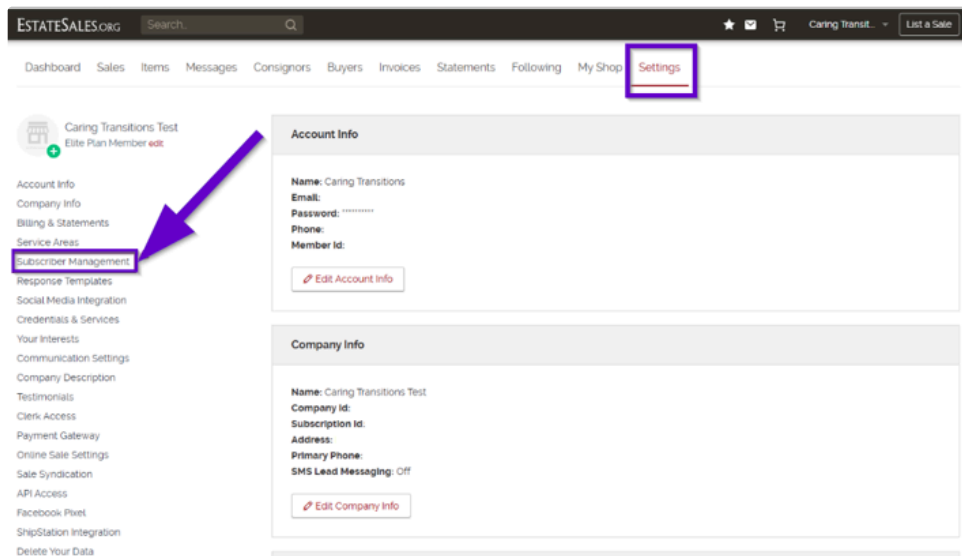 ESTATESALES.ORG Search.. Caring Transit... List a Sale
Dashboard Sales Items Messages Consignors Buyers Invoices Statements Following My Shop Settings
Caring Transitions Test
Elite Plan Member edit
Account Info
Company Info
Billing & Statements
Service Areas
Subscriber Management
Response Templates
Social Media Integration
Credentials & Services
Your Interests
Communication Settings
Company Description
Testimonials
Clerk Access
Payment Gateway
Online Sale Settings
Sale Syndication
API Access
Facebook Pixel
ShipStation Integration
Delete Your Data
Account Info
Name: Caring Transitions
Email:
Password: **********
Phone:
Member Id:
Edit Account Info
Company Info
Name: Caring Transitions Test
Company Id:
Subscription Id:
Address:
Primary Phone:
SMS Lead Messaging: Off
Edit Company Info